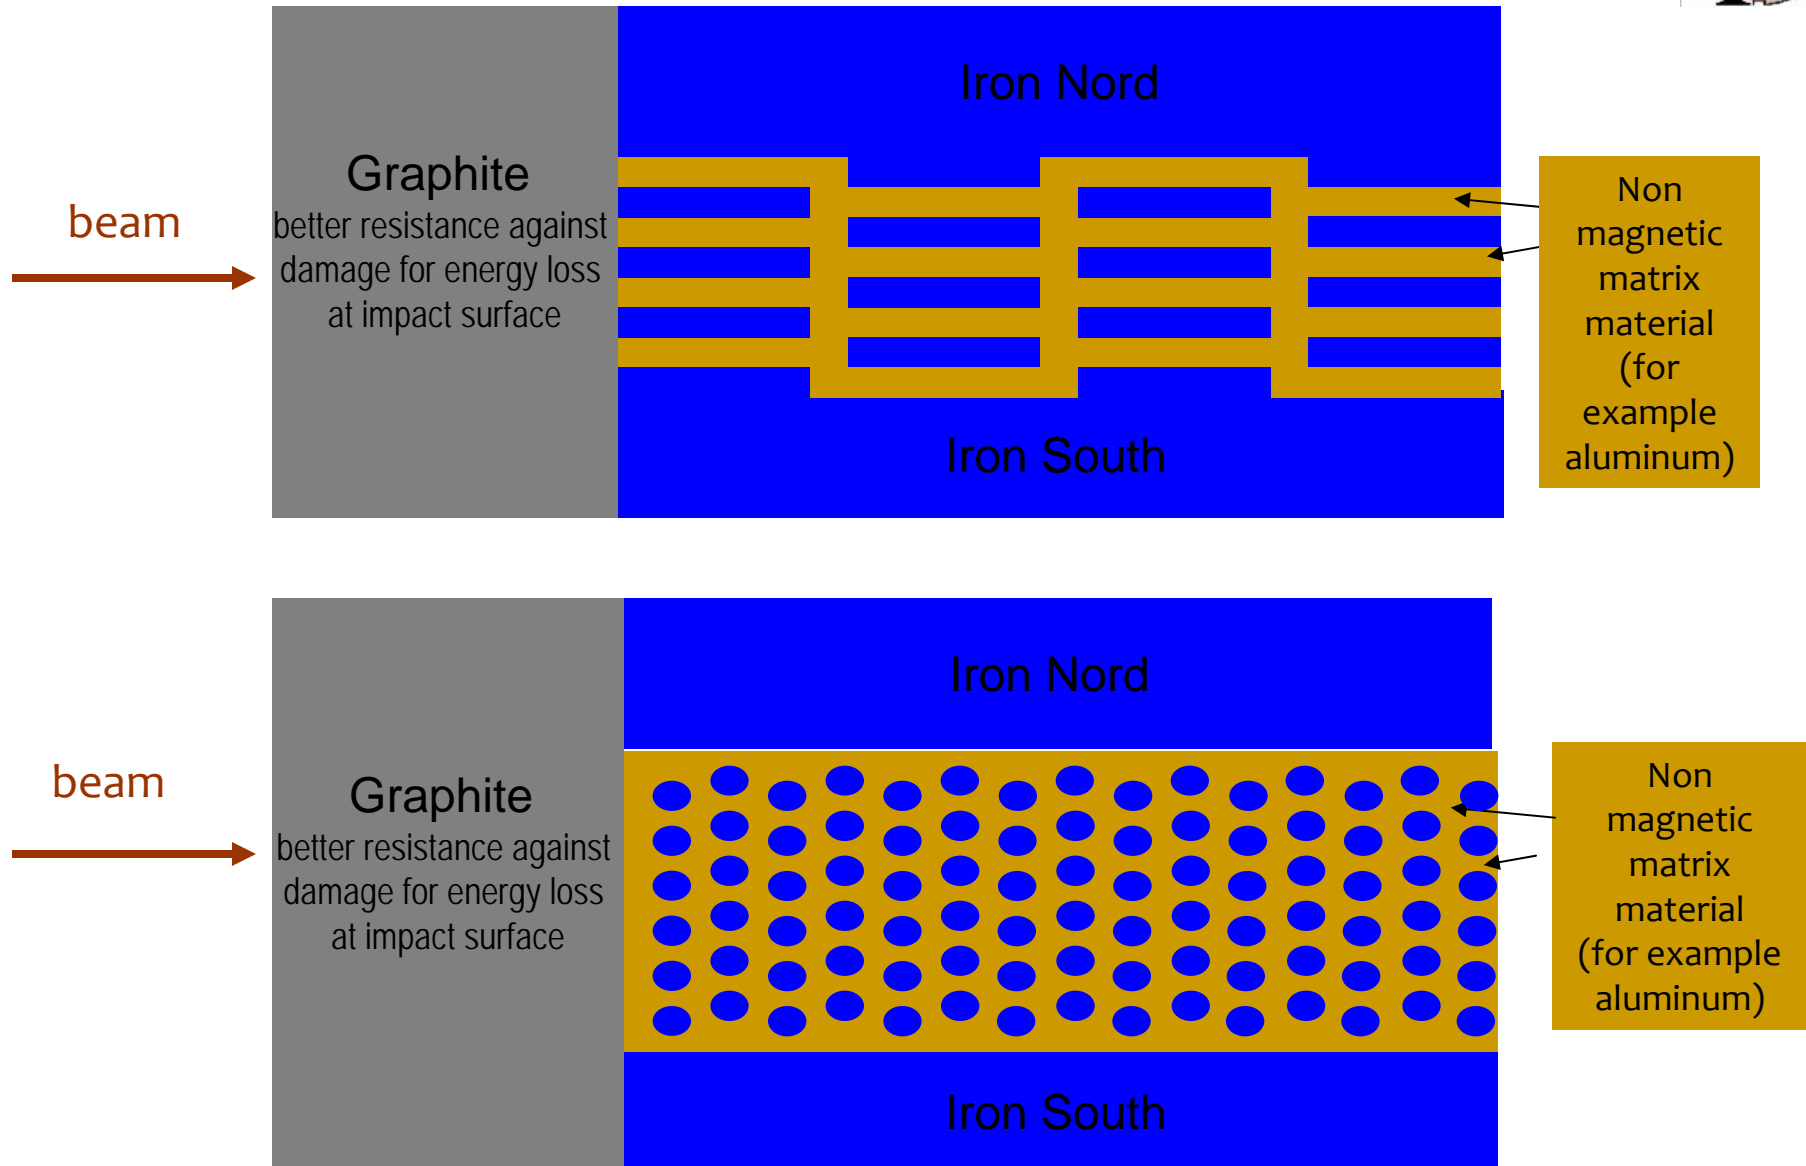 Iron Nord
Graphite
better resistance against
damage for energy loss
at impact surface
beam
Non
magnetic
matrix
material
(for
example
aluminum)
Iron South
Iron Nord
beam
Graphite
better resistance against
damage for energy loss
at impact surface
Non
magnetic
matrix
material
(for example
aluminum)
Iron South